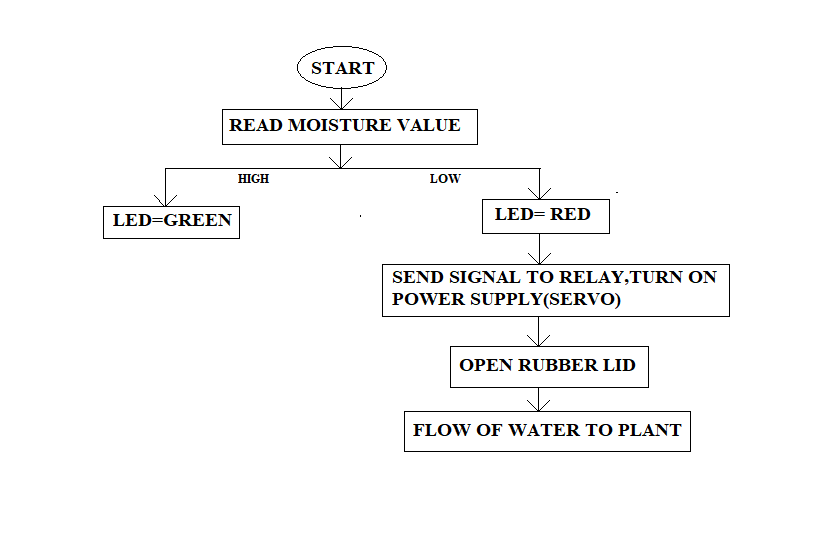 START
READ MOISTURE VALUE
HIGH
LOW
LED=GREEN
LED= RED
SEND SIGNAL TO RELAY,TURN ON
POWER SUPPLY(SERVO)
OPEN RUBBER LID
FLOW OF WATER TO PLANT